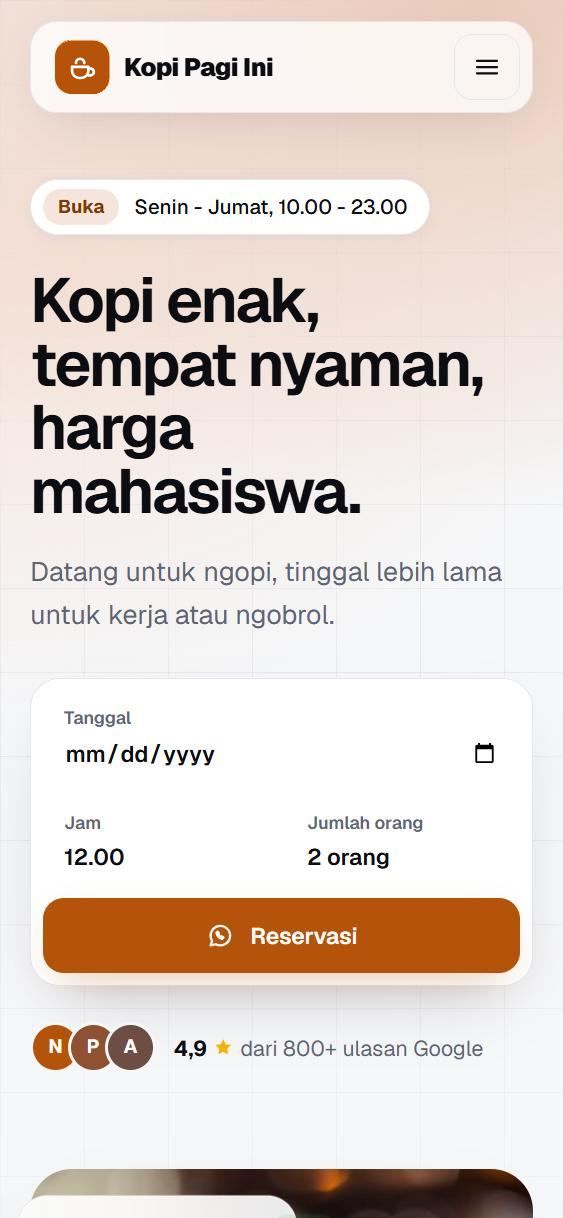 Kopi Pagi Ini
Buka Senin - Jumat, 10.00 - 23.00
Kopi enak,
tempat nyaman,
harga
mahasiswa.
Datang untuk ngopi, tinggal lebih lama
untuk kerja atau ngobrol.
Tanggal
mm/dd/yyyy
Jam Jumlah orang
12.00 2 orang
Reservasi
N P A 4,9 dari 800+ ulasan Google